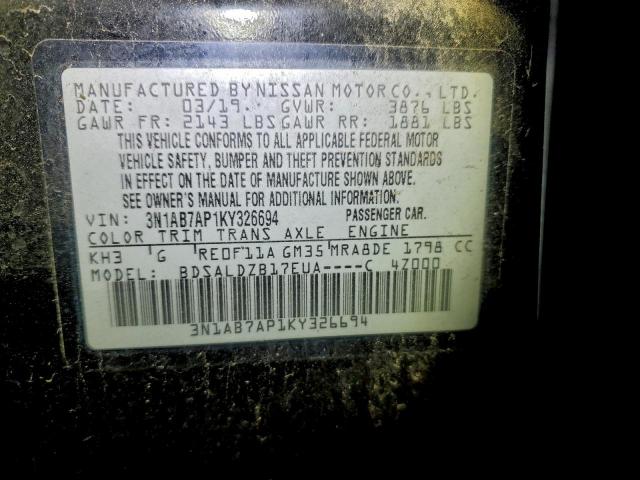 MANUFACTURED BY NISSAN MOTOR CO., LTD.
DATE: 03/19. GVWR: 3876 LBS
GAWR FR: 2143 LBS GAWR RR: 1881 LBS
THIS VEHICLE CONFORMS TO ALL APPLICABLE FEDERAL MOTOR
VEHICLE SAFETY, BUMPER AND THEFT PREVENTION STANDARDS
IN EFFECT ON THE DATE OF MANUFACTURE SHOWN ABOVE.
SEE OWNER'S MANUAL FOR ADDITIONAL INFORMATION.
VIN: 3N1AB7AP1KY326694 PASSENGER CAR.
COLOR TRIM TRANS AXLE ENGINE
KH3 G RE0F11A GM35 MRA8DE 1798 CC
MODEL: BDSALDZB17EUA----C 4Z000
3N1AB7AP1KY326694